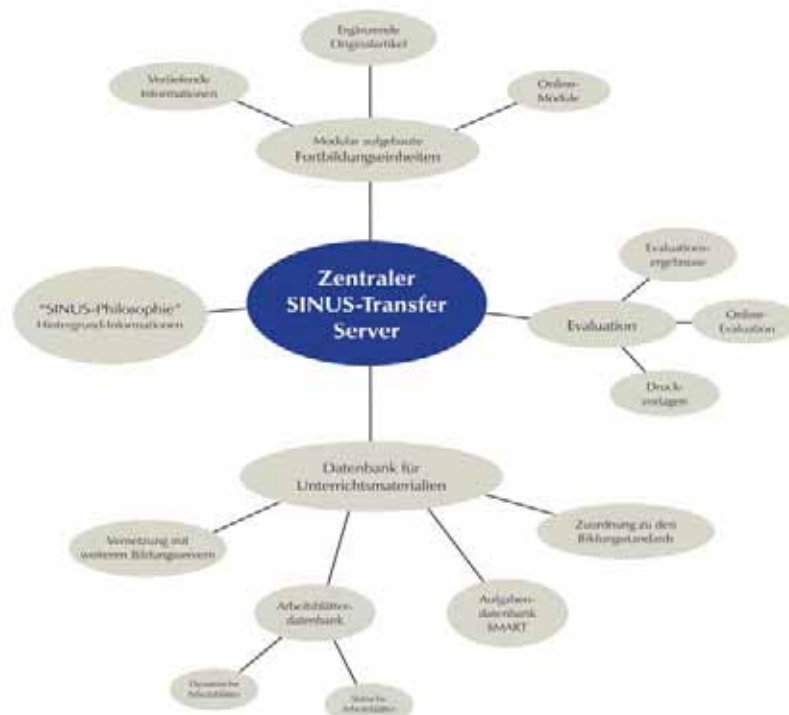 Ergänzende
Originalartikel
Vertiefende
Informationen
Online-
Module
Modular aufgebaute
Fortbildungseinheiten
Evaluations-
ergebnisse
Zentraler
SINUS-Transfer
Server
"SINUS-Philosophie"
Hintergrund-Informationen
Evaluation
Online-
Evaluation
Druck-
vorlagen
Datenbank für
Unterrichtsmaterialien
Vernetzung mit
weiteren Bildungsservern
Zuordnung zu den
Bildungsstandards
Arbeitsblätter-
datenbank
Aufgaben-
datenbank
SMART
Dynamische
Arbeitsblätter
Statische
Arbeitsblätter